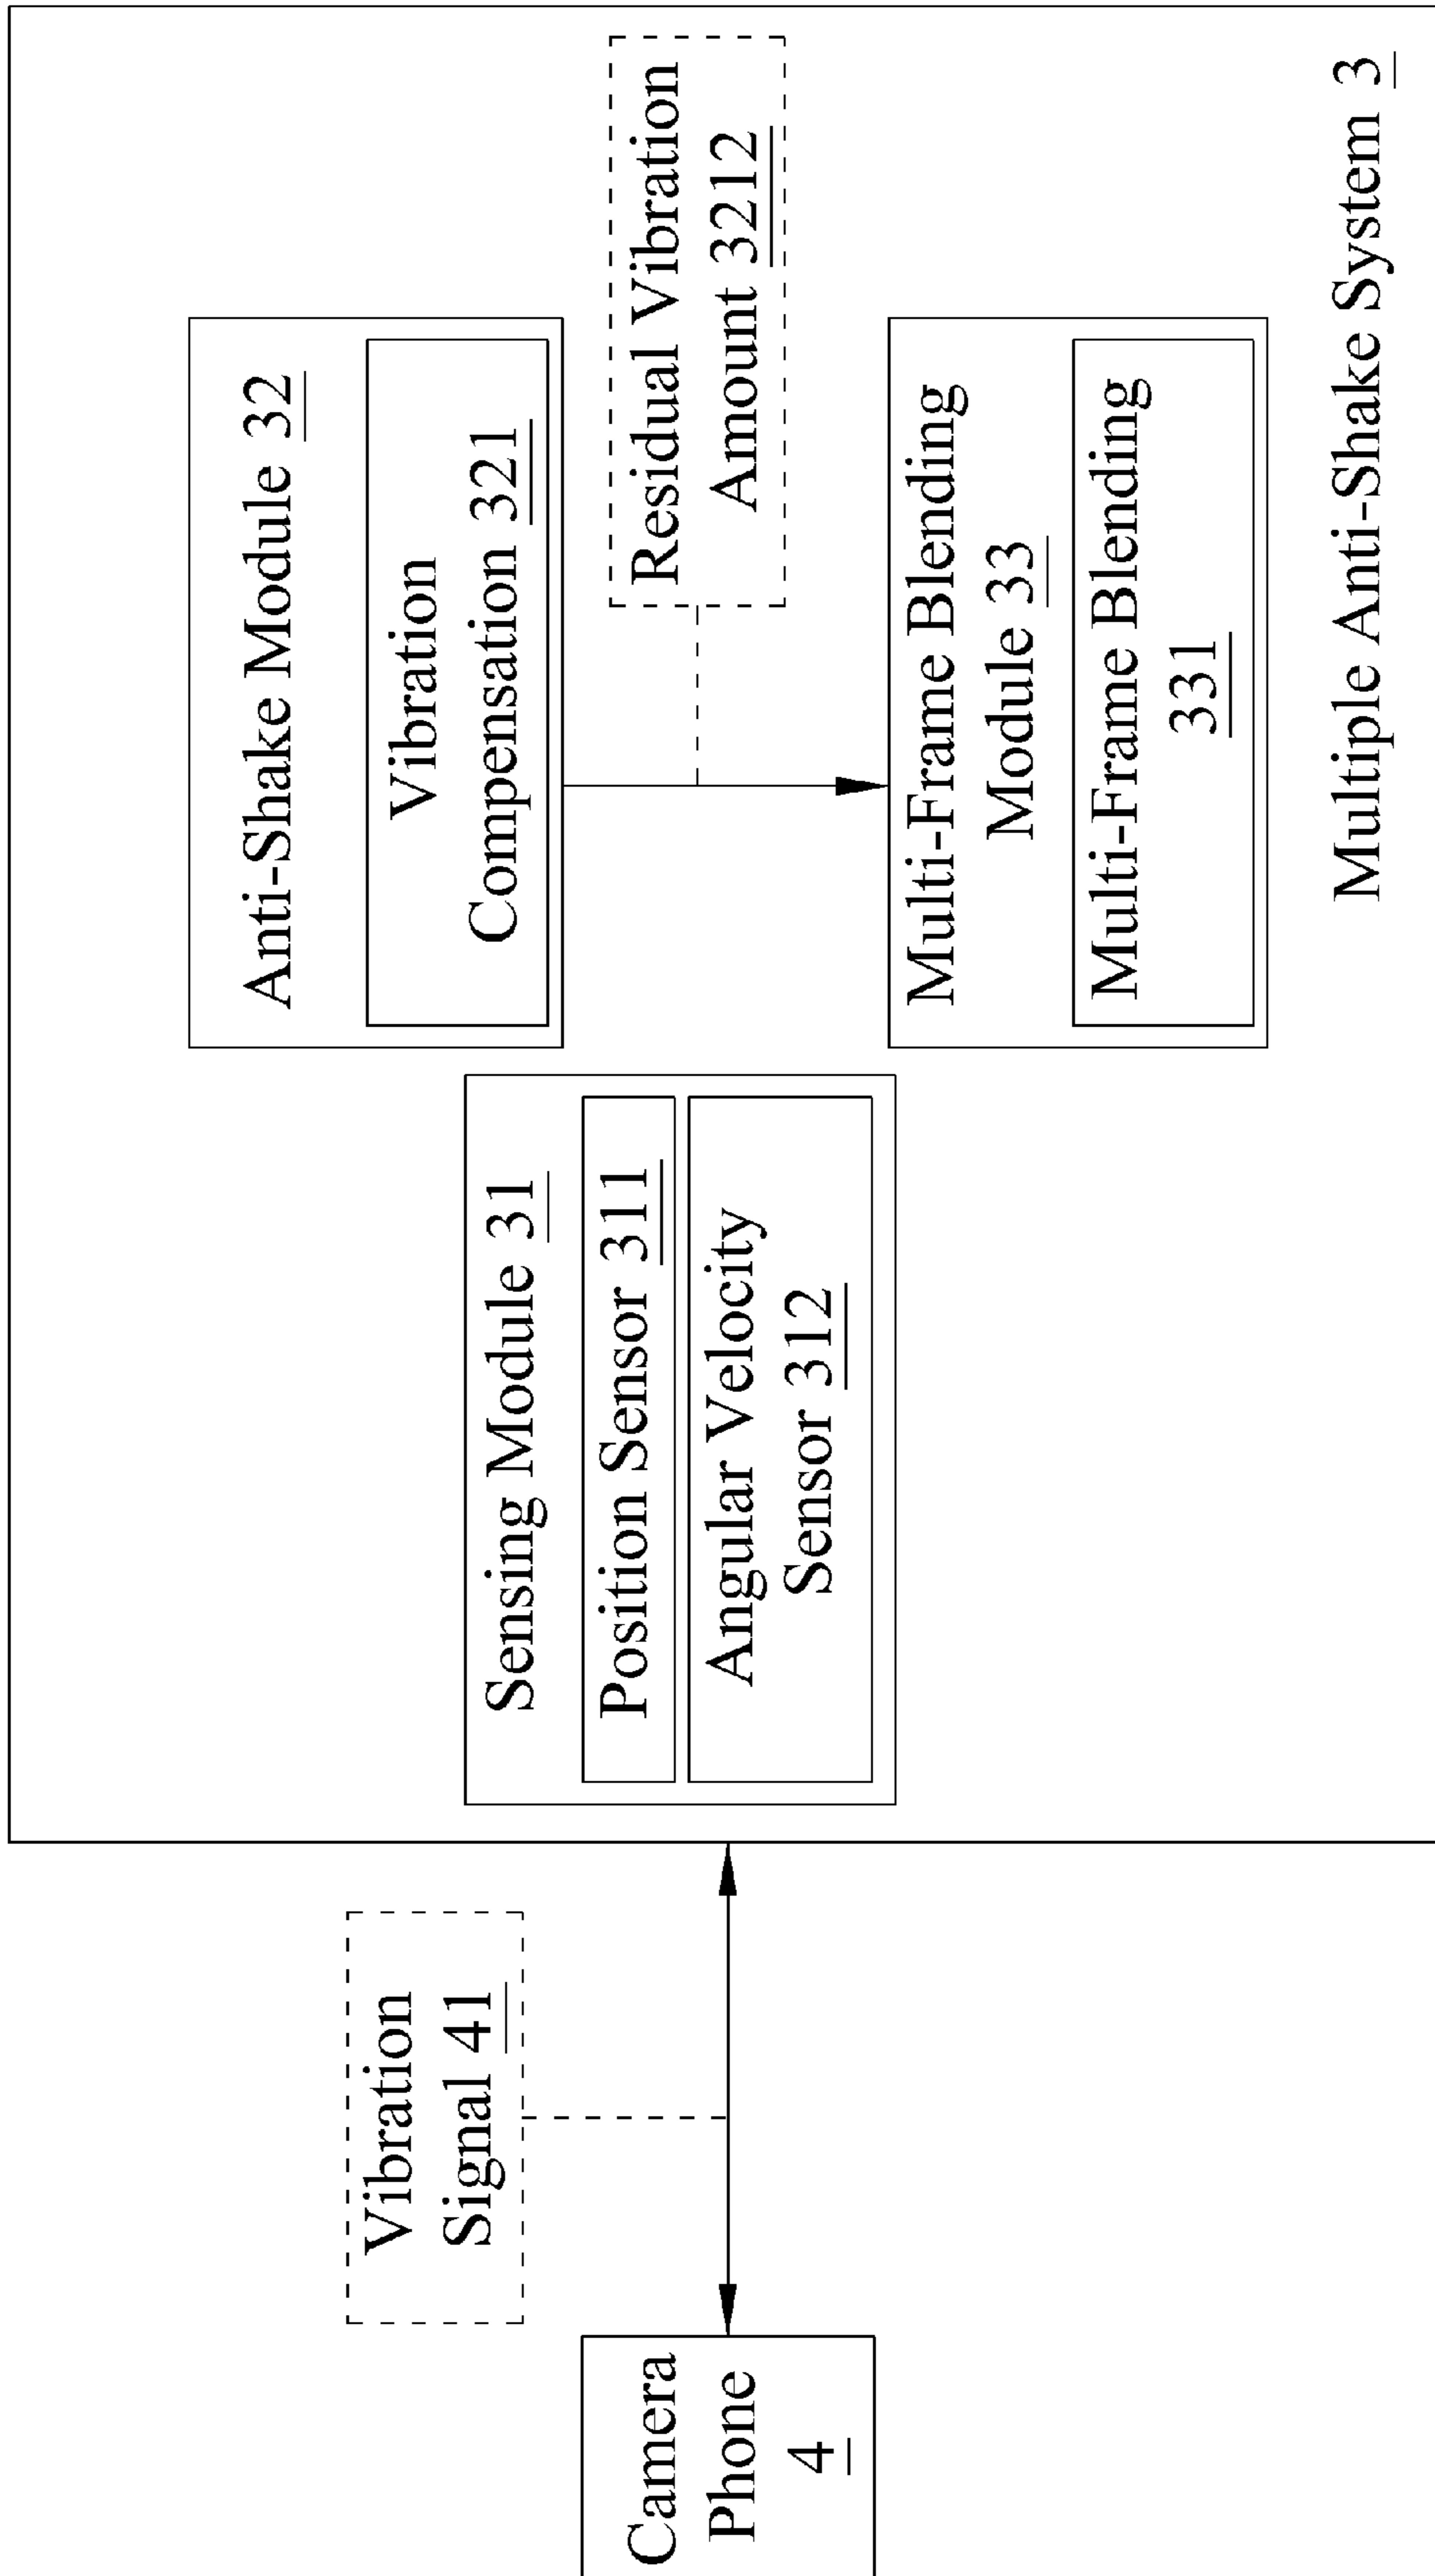 Camera
Phone
4
Vibration
Signal 41
Sensing Module 31
Position Sensor 311
Angular Velocity
Sensor 312
Anti-Shake Module 32
Vibration
Compensation 321
Residual Vibration
Amount 3212
Multi-Frame Blending
Module 33
Multi-Frame Blending
331
Multiple Anti-Shake System 3